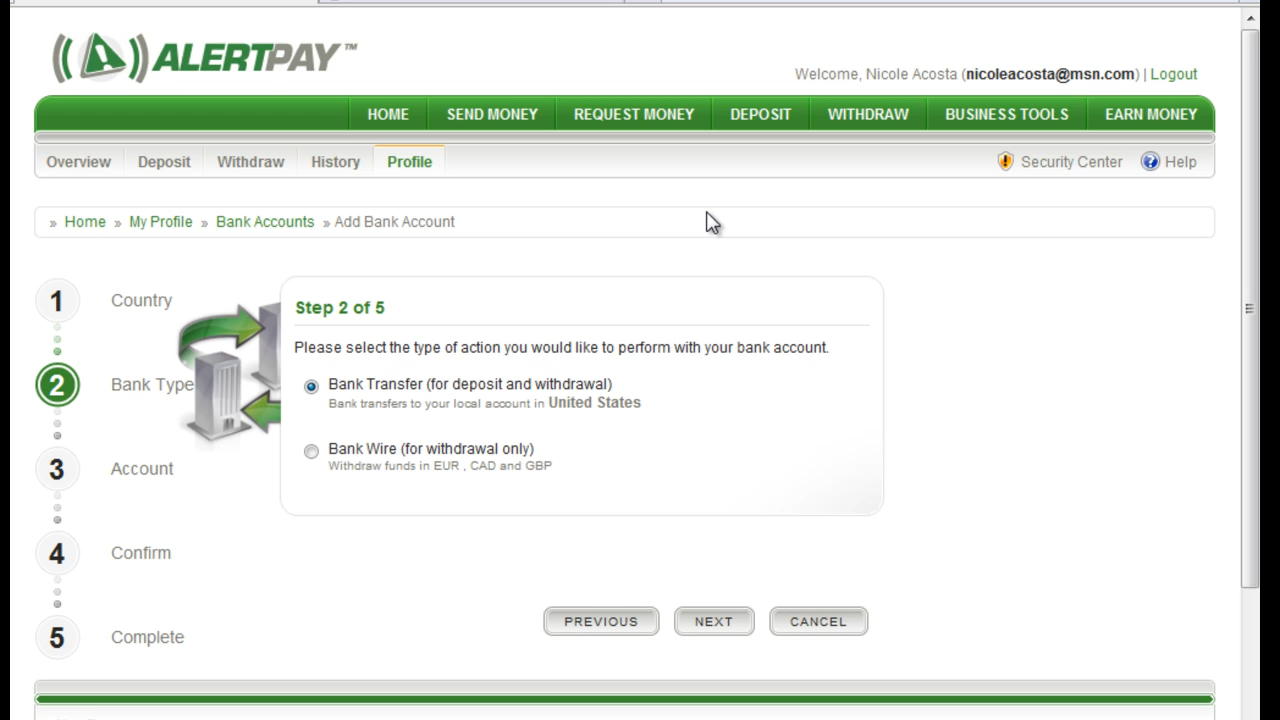 ALERTPAY™
Welcome, Nicole Acosta (nicoleacosta@msn.com) | Logout
HOME SEND MONEY REQUEST MONEY DEPOSIT WITHDRAW BUSINESS TOOLS EARN MONEY
Overview Deposit Withdraw History Profile Security Center Help
» Home » My Profile » Bank Accounts » Add Bank Account
1 Country
2 Bank Type
3 Account
4 Confirm
5 Complete
Step 2 of 5
Please select the type of action you would like to perform with your bank account.
Bank Transfer (for deposit and withdrawal)
Bank transfers to your local account in United States
Bank Wire (for withdrawal only)
Withdraw funds in EUR , CAD and GBP
PREVIOUS NEXT CANCEL